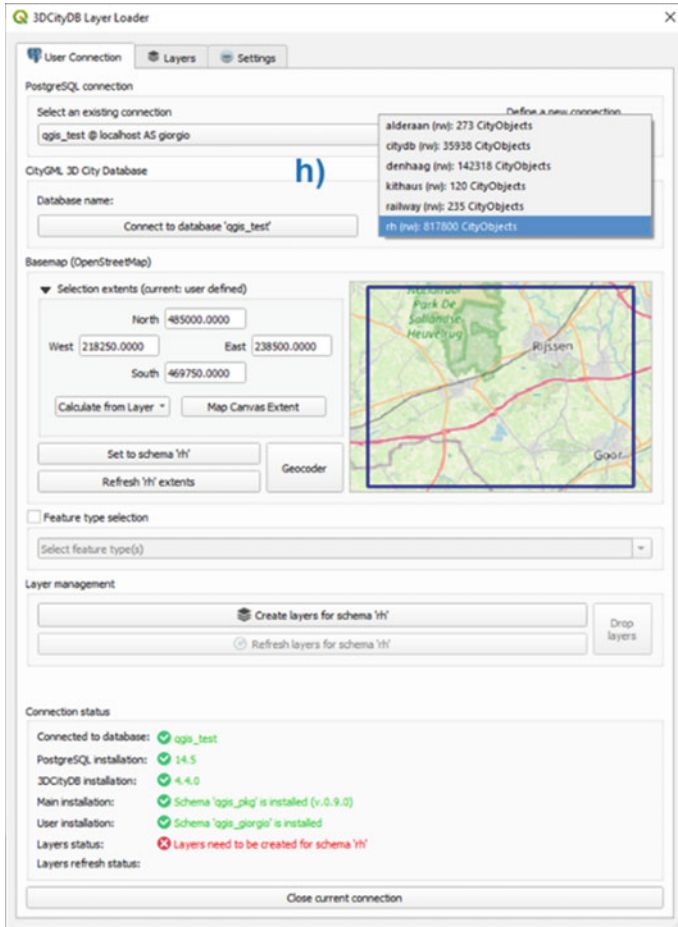 3DCityDB Layer Loader
User Connection
Layers
Settings
PostgreSQL connection
Select an existing connection
Define a new connection
qgis_test @ localhost AS giorgio
alderaan (rw): 273 CityObjects
citydb (rw): 35938 CityObjects
denhaag (rw): 142318 CityObjects
kithaus (rw): 120 CityObjects
railway (rw): 235 CityObjects
rh (rw): 817800 CityObjects
h)
CityGML 3D City Database
Database name:
Connect to database 'qgis_test'
Basemap (OpenStreetMap)
Selection extents (current: user defined)
North 485000.0000
West 218250.0000 East 238500.0000
South 469750.0000
Calculate from Layer
Map Canvas Extent
Set to schema 'rh'
Refresh 'rh' extents
Geocoder
Nationaal
Park De
Sallandse
Heuvelrug
Rijssen
Goor
Feature type selection
Select feature type(s)
Layer management
Create layers for schema 'rh'
Refresh layers for schema 'rh'
Drop
layers
Connection status
Connected to database: qgis_test
PostgreSQL installation: 14.5
3DCityDB installation: 4.4.0
Main installation: Schema 'qgis_pkg' is installed (v.0.9.0)
User installation: Schema 'qgis_giorgio' is installed
Layers status: Layers need to be created for schema 'rh'
Layers refresh status:
Close current connection